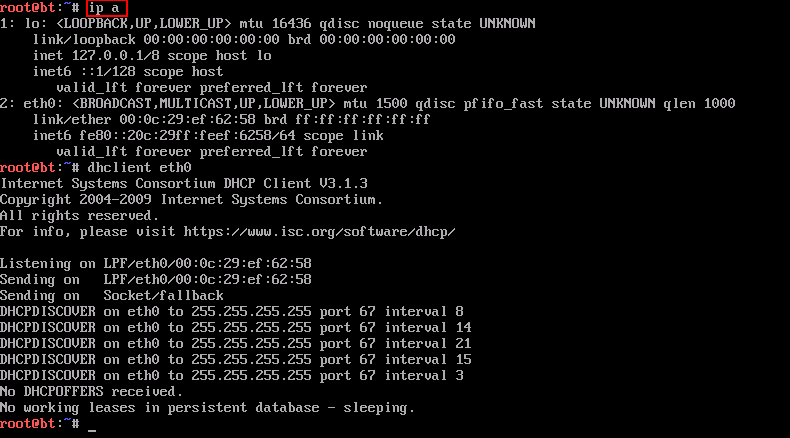 root@bt:~# ip a
1: lo: <LOOPBACK,UP,LOWER_UP> mtu 16436 qdisc noqueue state UNKNOWN
    link/loopback 00:00:00:00:00:00 brd 00:00:00:00:00:00
    inet 127.0.0.1/8 scope host lo
    inet6 ::1/128 scope host
       valid_lft forever preferred_lft forever
2: eth0: <BROADCAST,MULTICAST,UP,LOWER_UP> mtu 1500 qdisc pfifo_fast state UNKNOWN qlen 1000
    link/ether 00:0c:29:ef:62:58 brd ff:ff:ff:ff:ff:ff
    inet6 fe80::20c:29ff:feef:6258/64 scope link
       valid_lft forever preferred_lft forever
root@bt:~# dhclient eth0
Internet Systems Consortium DHCP Client V3.1.3
Copyright 2004-2009 Internet Systems Consortium.
All rights reserved.
For info, please visit https://www.isc.org/software/dhcp/

Listening on LPF/eth0/00:0c:29:ef:62:58
Sending on   LPF/eth0/00:0c:29:ef:62:58
Sending on   Socket/fallback
DHCPDISCOVER on eth0 to 255.255.255.255 port 67 interval 8
DHCPDISCOVER on eth0 to 255.255.255.255 port 67 interval 14
DHCPDISCOVER on eth0 to 255.255.255.255 port 67 interval 21
DHCPDISCOVER on eth0 to 255.255.255.255 port 67 interval 15
DHCPDISCOVER on eth0 to 255.255.255.255 port 67 interval 3
No DHCPOFFERS received.
No working leases in persistent database - sleeping.
root@bt:~# _